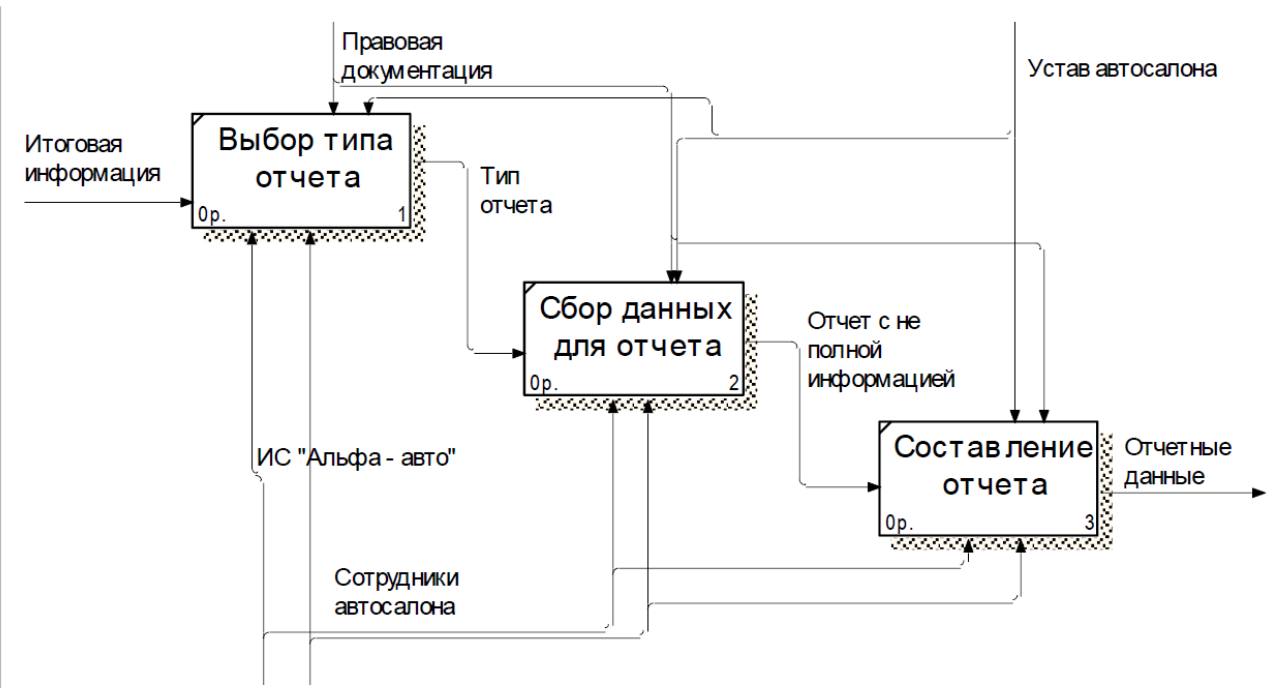 Правовая
документация
Устав автосалона
Итоговая
информация
Выбор типа
отчета
0р. 1
Тип
отчета
Сбор данных
для отчета
0р. 2
Отчет с не
полной
информацией
Составление
отчета
0р. 3
Отчетные
данные
ИС "Альфа - авто"
Сотрудники
автосалона